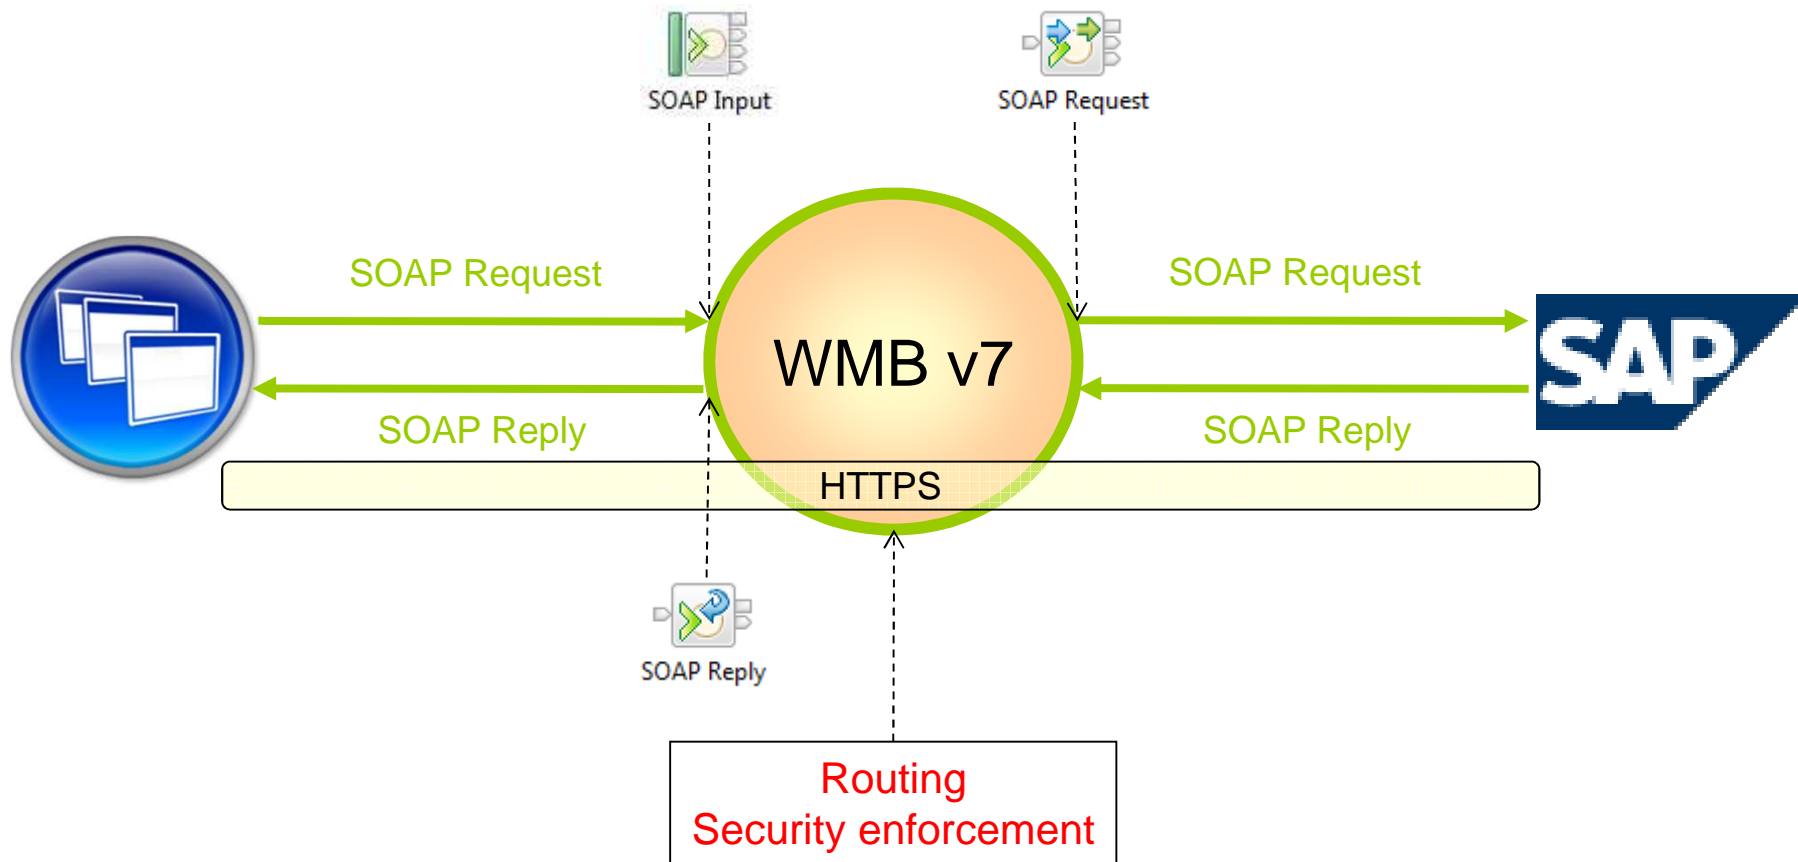 SOAP Input
SOAP Request
SOAP Request
SOAP Request
WMB v7
SAP
SOAP Reply
SOAP Reply
HTTPS
SOAP Reply
Routing
Security enforcement